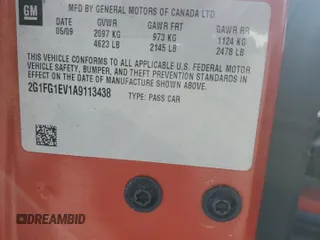 GM
MFD BY GENERAL MOTORS OF CANADA LTD.
DATE GVWR GAWR FRT GAWR RR
05/09 2097 KG 973 KG 1124 KG
4623 LB 2145 LB 2478 LB
THIS VEHICLE CONFORMS TO ALL APPLICABLE U.S. FEDERAL MOTOR
VEHICLE SAFETY, BUMPER, AND THEFT PREVENTION STANDARDS IN
EFFECT ON THE DATE OF MANUFACTURE SHOWN ABOVE.
2G1FG1EV1A9113438 TYPE: PASS CAR
© DREAMBID
AutoBidMaster